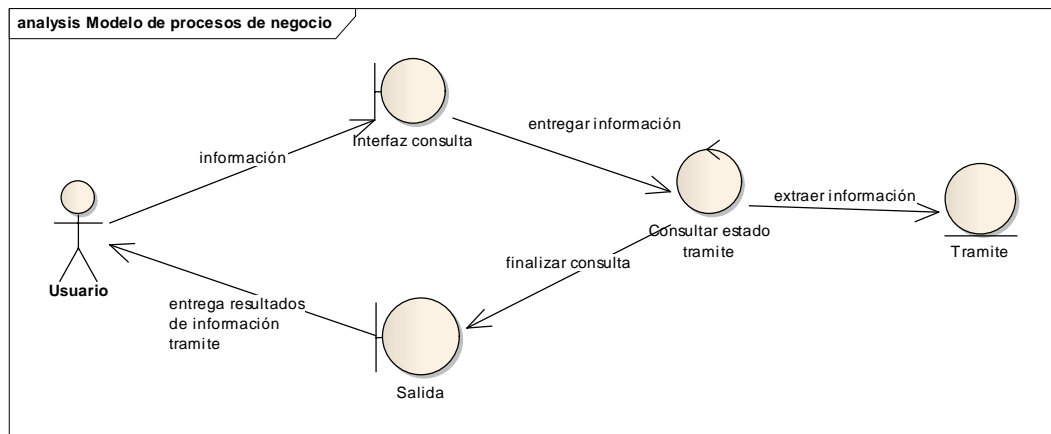 analysis Modelo de procesos de negocio
Interfaz consulta
entregar información
información
Consultar estado
tramite
extraer información
Tramite
Usuario
finalizar consulta
entrega resultados
de información
tramite
Salida